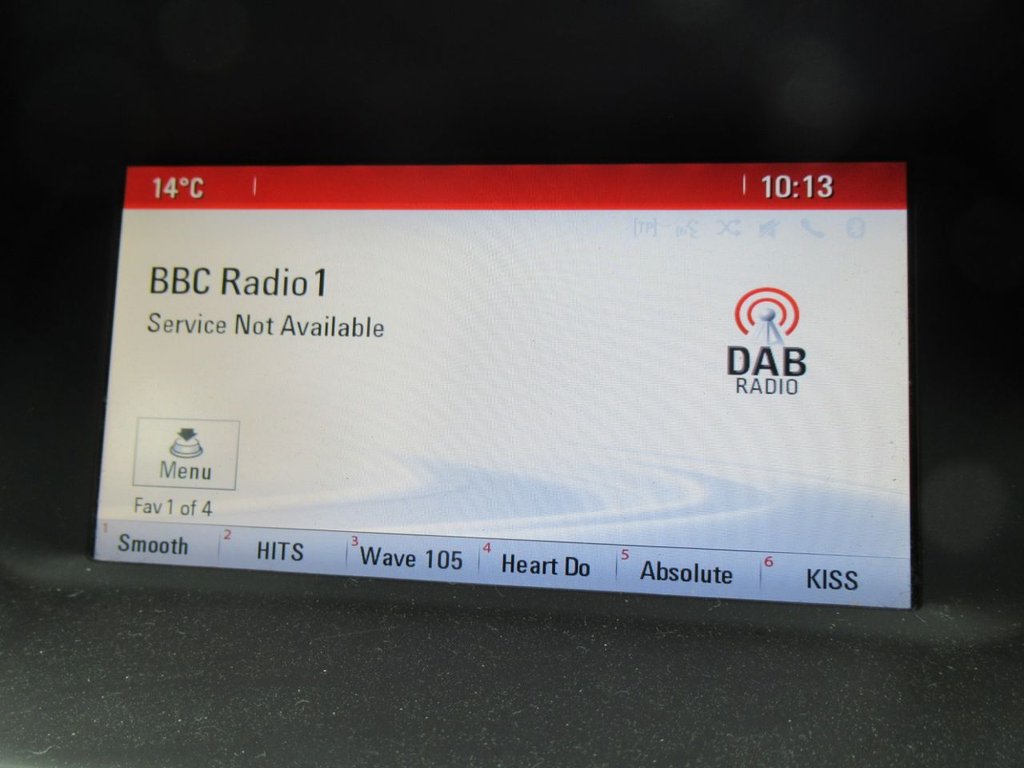 14°C
10:13
BBC Radio 1
Service Not Available
DAB
RADIO
Menu
Fav 1 of 4
1 Smooth 2 HITS 3 Wave 105 4 Heart Do 5 Absolute 6 KISS